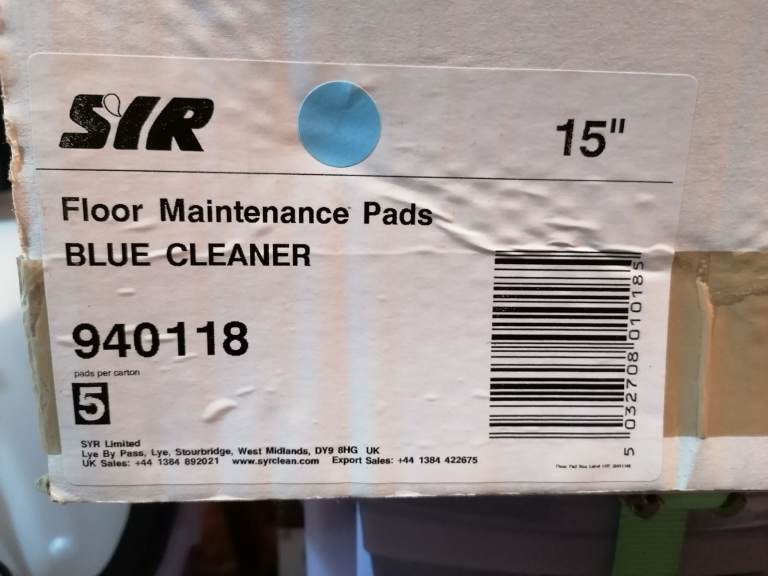 SYR
15"
Floor Maintenance Pads
BLUE CLEANER
940118
pads per carton
5
SYR Limited
Lye By Pass, Lye, Stourbridge, West Midlands, DY9 8HG UK
UK Sales: +44 1384 892021 www.syrclean.com Export Sales: +44 1384 422675
5 032708 010185